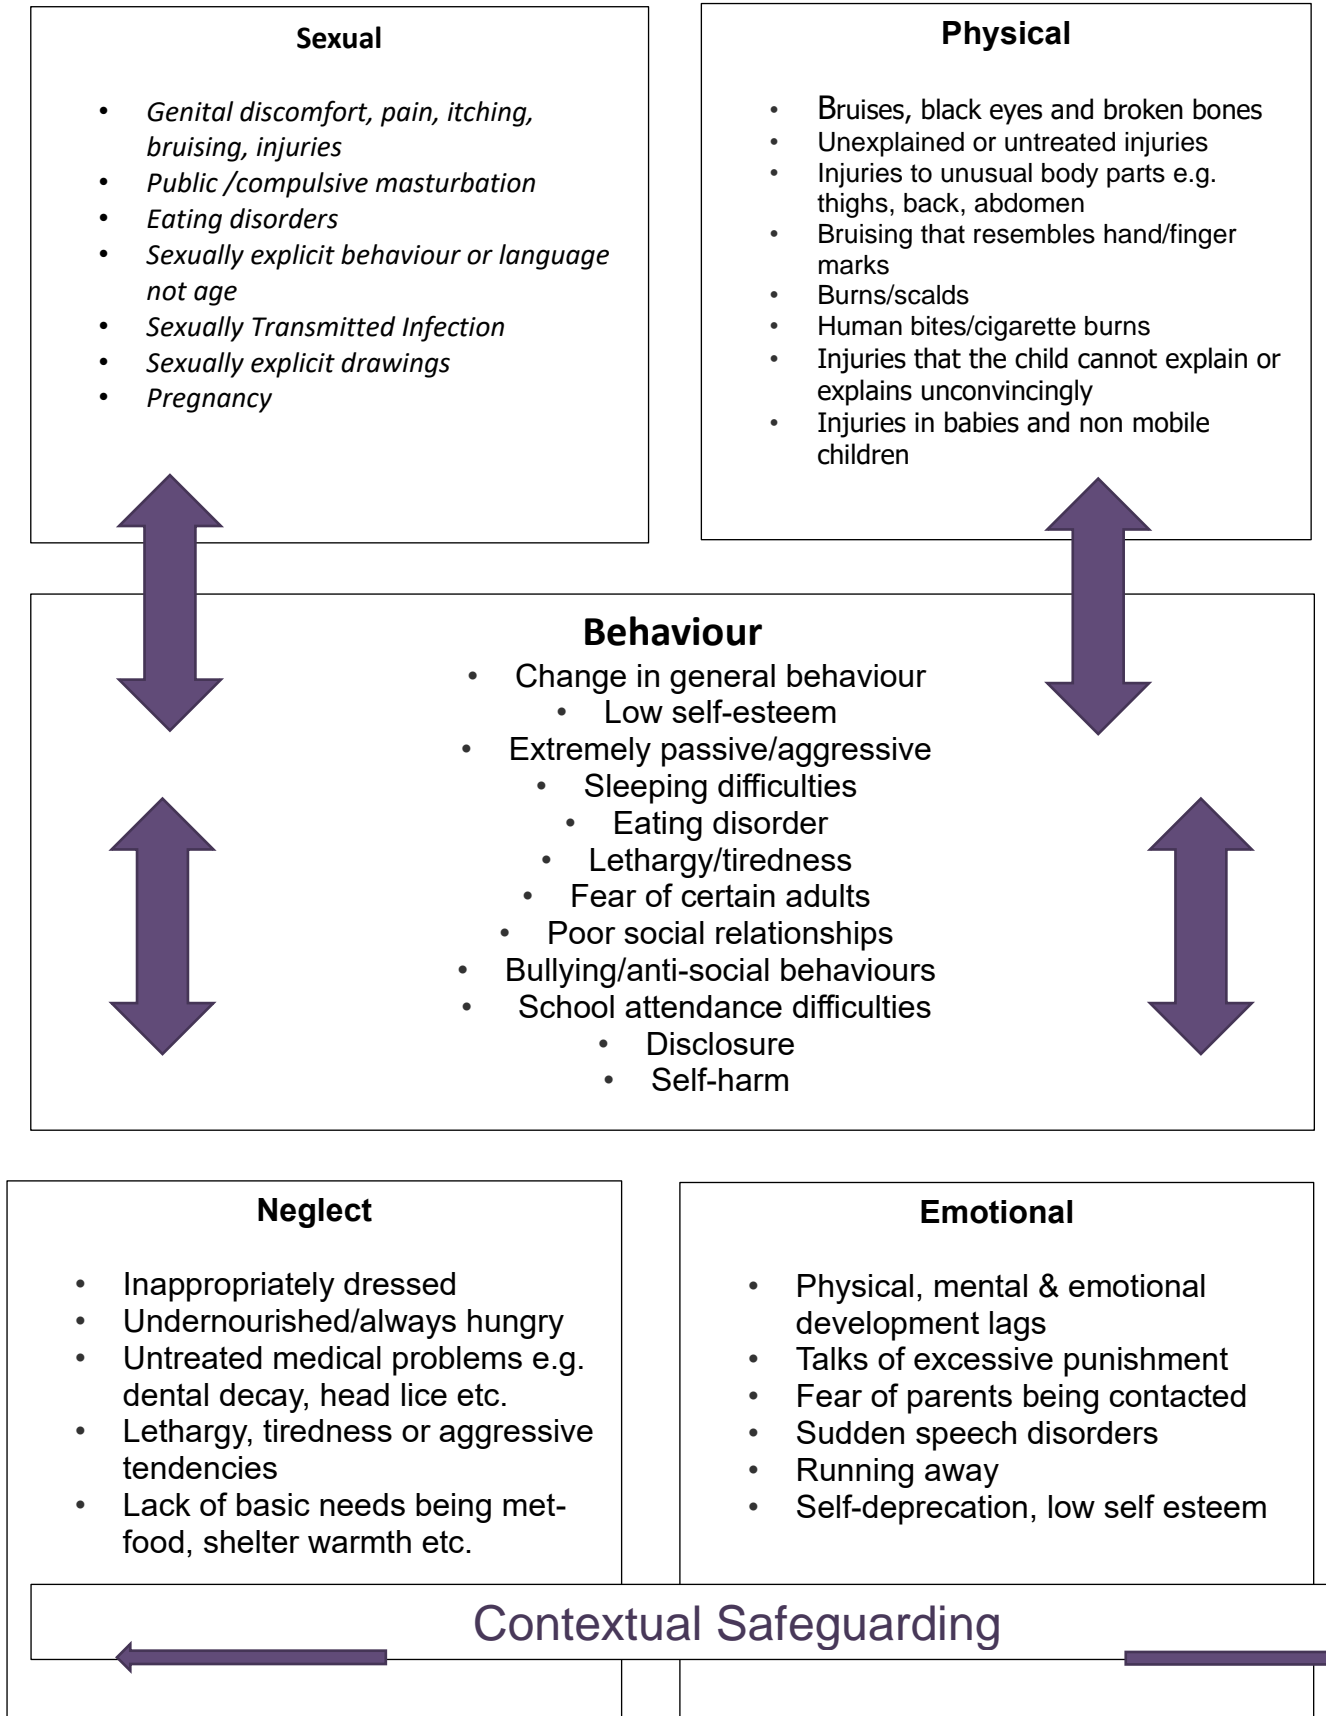 Sexual
• Genital discomfort, pain, itching,
bruising, injuries
• Public /compulsive masturbation
• Eating disorders
• Sexually explicit behaviour or language
not age
• Sexually Transmitted Infection
• Sexually explicit drawings
• Pregnancy
Physical
• Bruises, black eyes and broken bones
• Unexplained or untreated injuries
• Injuries to unusual body parts e.g.
thighs, back, abdomen
• Bruising that resembles hand/finger
marks
• Burns/scalds
• Human bites/cigarette burns
• Injuries that the child cannot explain or
explains unconvincingly
• Injuries in babies and non mobile
children
Behaviour
• Change in general behaviour
• Low self-esteem
• Extremely passive/aggressive
• Sleeping difficulties
• Eating disorder
• Lethargy/tiredness
• Fear of certain adults
• Poor social relationships
• Bullying/anti-social behaviours
• School attendance difficulties
• Disclosure
• Self-harm
Neglect
• Inappropriately dressed
• Undernourished/always hungry
• Untreated medical problems e.g.
dental decay, head lice etc.
• Lethargy, tiredness or aggressive
tendencies
• Lack of basic needs being met-
food, shelter warmth etc.
Emotional
• Physical, mental & emotional
development lags
• Talks of excessive punishment
• Fear of parents being contacted
• Sudden speech disorders
• Running away
• Self-deprecation, low self esteem
Contextual Safeguarding